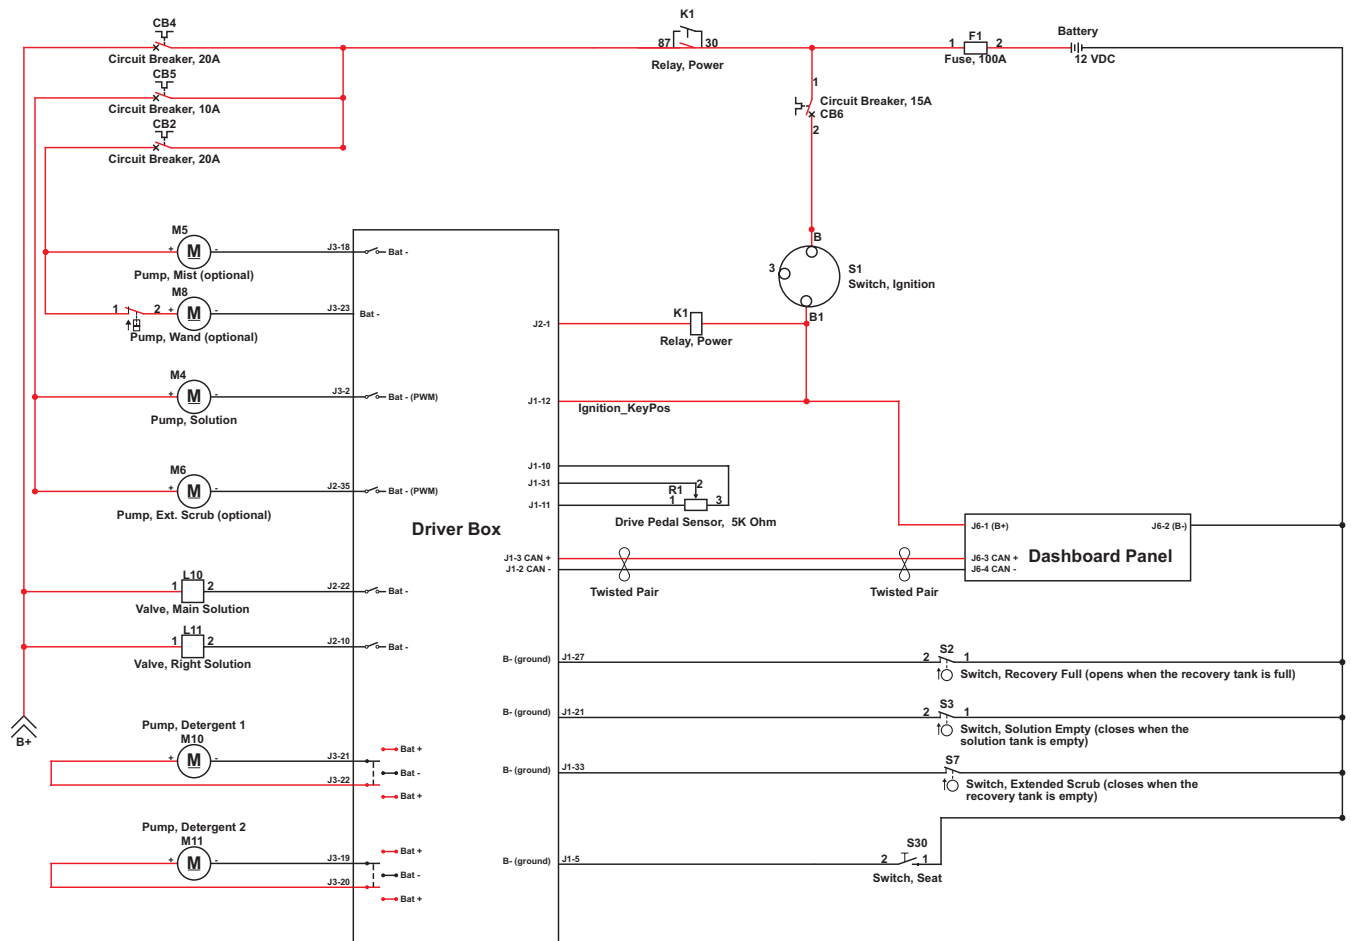 CB4
Circuit Breaker, 20A
CB5
Circuit Breaker, 10A
CB2
Circuit Breaker, 20A
K1
87 30
Relay, Power
1 F1 2
Fuse, 100A
Battery
12 VDC
1
Circuit Breaker, 15A
CB6
2
B
3
S1
Switch, Ignition
B1
K1
Relay, Power
M5
+ M -
Pump, Mist (optional)
J3-18
Bat -
M8
1 2 + M -
Pump, Wand (optional)
J3-23
Bat -
M4
+ M -
Pump, Solution
J3-2
Bat - (PWM)
M6
+ M -
Pump, Ext. Scrub (optional)
J2-35
Bat - (PWM)
L10
1 2
Valve, Main Solution
J2-22
Bat -
L11
1 2
Valve, Right Solution
J2-10
Bat -
B+
Pump, Detergent 1
M10
+ M -
J3-21
J3-22
Bat +
Bat -
Bat +
Pump, Detergent 2
M11
+ M -
J3-19
J3-20
Bat +
Bat -
Bat +
Driver Box
J2-1
J1-12
Ignition_KeyPos
J1-10
J1-31
J1-11
R1
2
1 3
Drive Pedal Sensor, 5K Ohm
J1-3 CAN +
J1-2 CAN -
Twisted Pair
Twisted Pair
J6-1 (B+)
J6-2 (B-)
J6-3 CAN +
J6-4 CAN -
Dashboard Panel
B- (ground) J1-27
2 S2 1
Switch, Recovery Full (opens when the recovery tank is full)
B- (ground) J1-21
2 S3 1
Switch, Solution Empty (closes when the
solution tank is empty)
B- (ground) J1-33
S7
Switch, Extended Scrub (closes when the
recovery tank is empty)
B- (ground) J1-5
S30
2 1
Switch, Seat